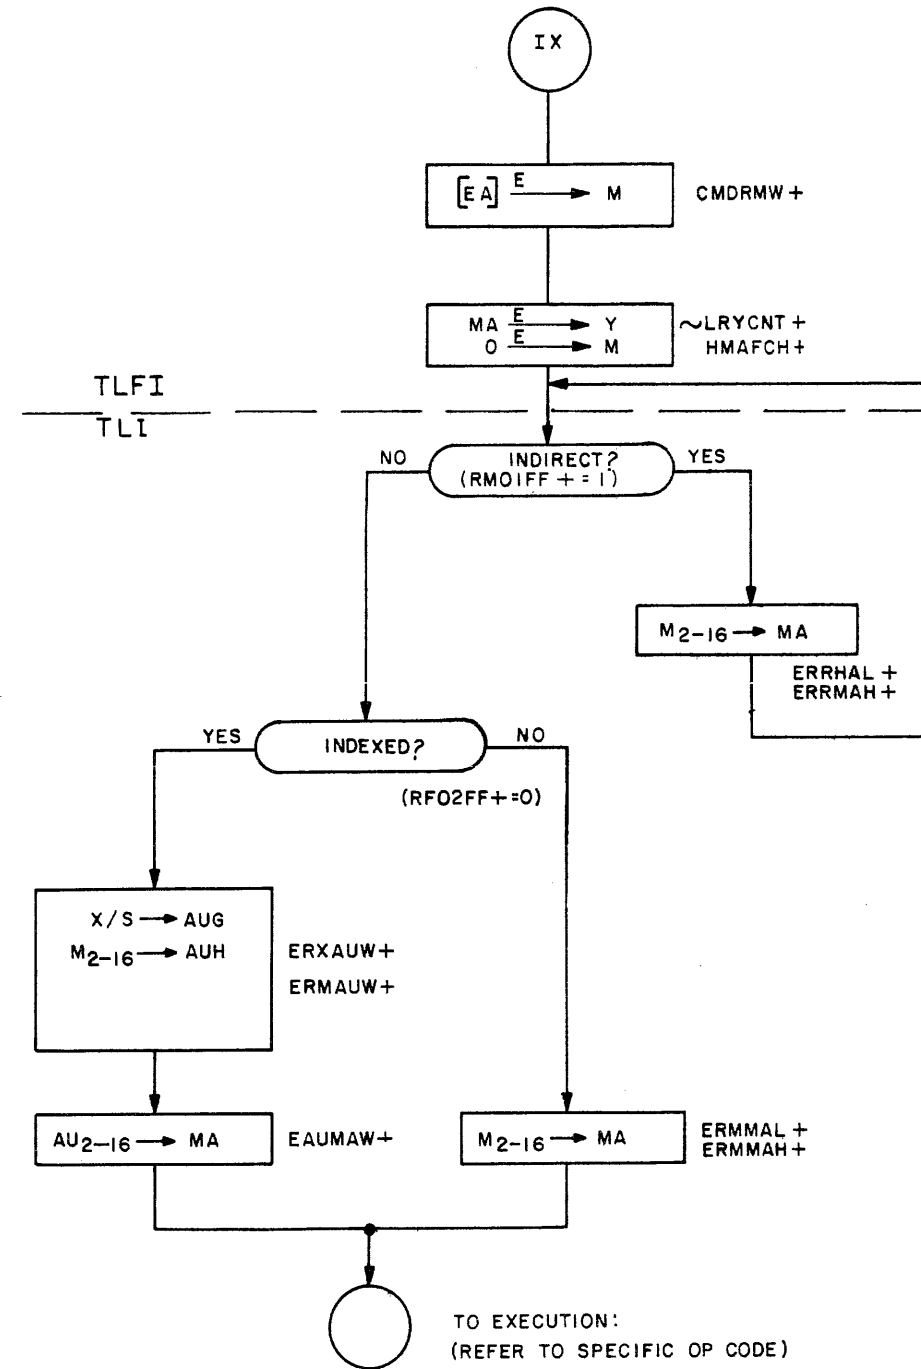 IX
[EA] E M CMDRMW+
MA E Y ~LRYCNT+
0 E M HMAFCH+
TLFI
TLI
NO INDIRECT? YES
(RM01FF+=1)
M2-16 MA
ERRHAL+
ERRMAH+
YES INDEXED? NO
(RF02FF+=0)
X/S AUG
M2-16 AUH ERXAUW+
ERMAUW+
AU2-16 MA EAUMAW+
M2-16 MA ERMMAL+
ERMMAH+
TO EXECUTION:
(REFER TO SPECIFIC OP CODE)